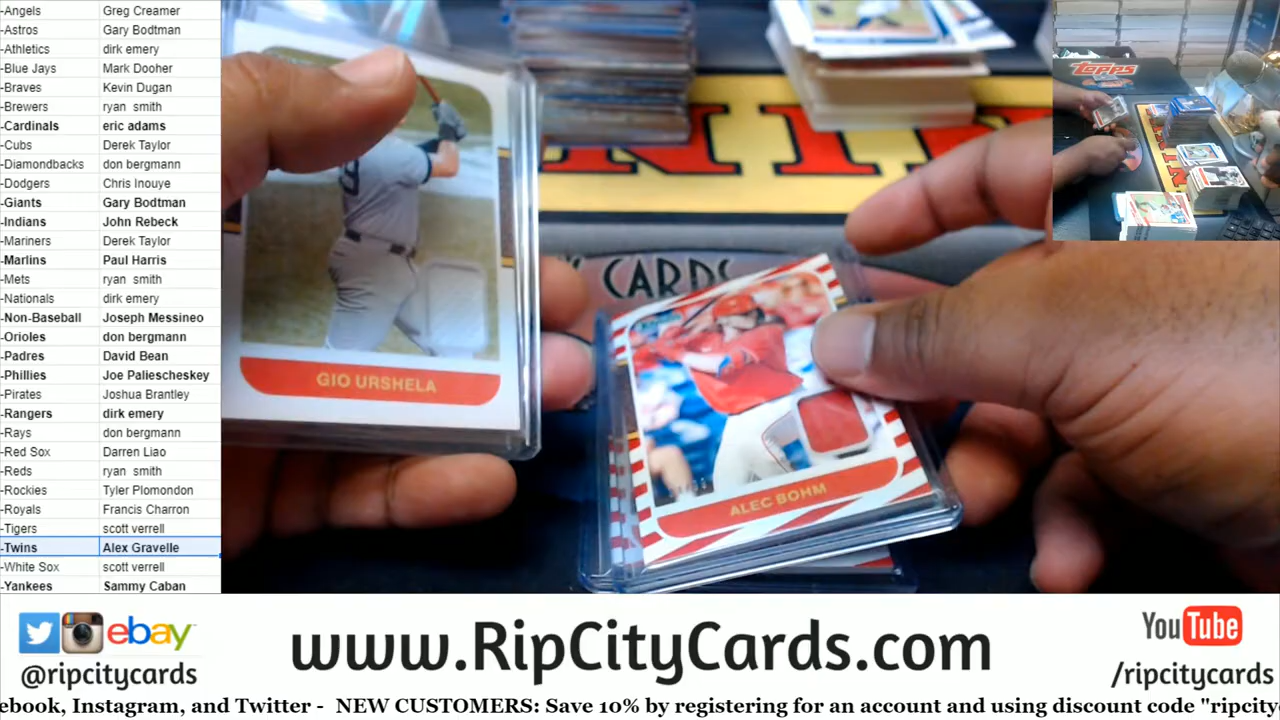 -Angels Greg Creamer
-Astros Gary Bodtman
-Athletics dirk emery
-Blue Jays Mark Dooher
-Braves Kevin Dugan
-Brewers ryan smith
-Cardinals eric adams
-Cubs Derek Taylor
-Diamondbacks don bergmann
-Dodgers Chris Inouye
-Giants Gary Bodtman
-Indians John Rebeck
-Mariners Derek Taylor
-Marlins Paul Harris
-Mets ryan smith
-Nationals dirk emery
-Non-Baseball Joseph Messineo
-Orioles don bergmann
-Padres David Bean
-Phillies Joe Paliescheskey
-Pirates Joshua Brantley
-Rangers dirk emery
-Rays don bergmann
-Red Sox Darren Liao
-Reds ryan smith
-Rockies Tyler Plomondon
-Royals Francis Charron
-Tigers scott verrell
-Twins Alex Gravelle
-White Sox scott verrell
-Yankees Sammy Caban
CARDS
GIO URSHELA
ALEC BOHM
Topps
ebay
@ripcitycards
www.RipCityCards.com
YouTube
/ripcitycards
ebook, Instagram, and Twitter - NEW CUSTOMERS: Save 10% by registering for an account and using discount code "ripcity